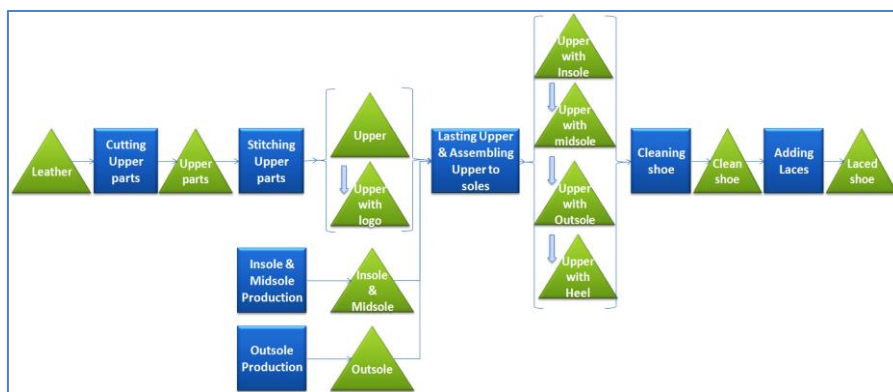 Leather
Cutting
Upper
parts
Upper
parts
Stitching
Upper
parts
Upper
Upper
with
logo
Insole &
Midsole
Production
Insole
&
Midsole
Outsole
Production
Outsole
Lasting Upper
& Assembling
Upper to
soles
Upper
with
Insole
Upper
with
midsole
Upper
with
Outsole
Upper
with
Heel
Cleaning
shoe
Clean
shoe
Adding
Laces
Laced
shoe